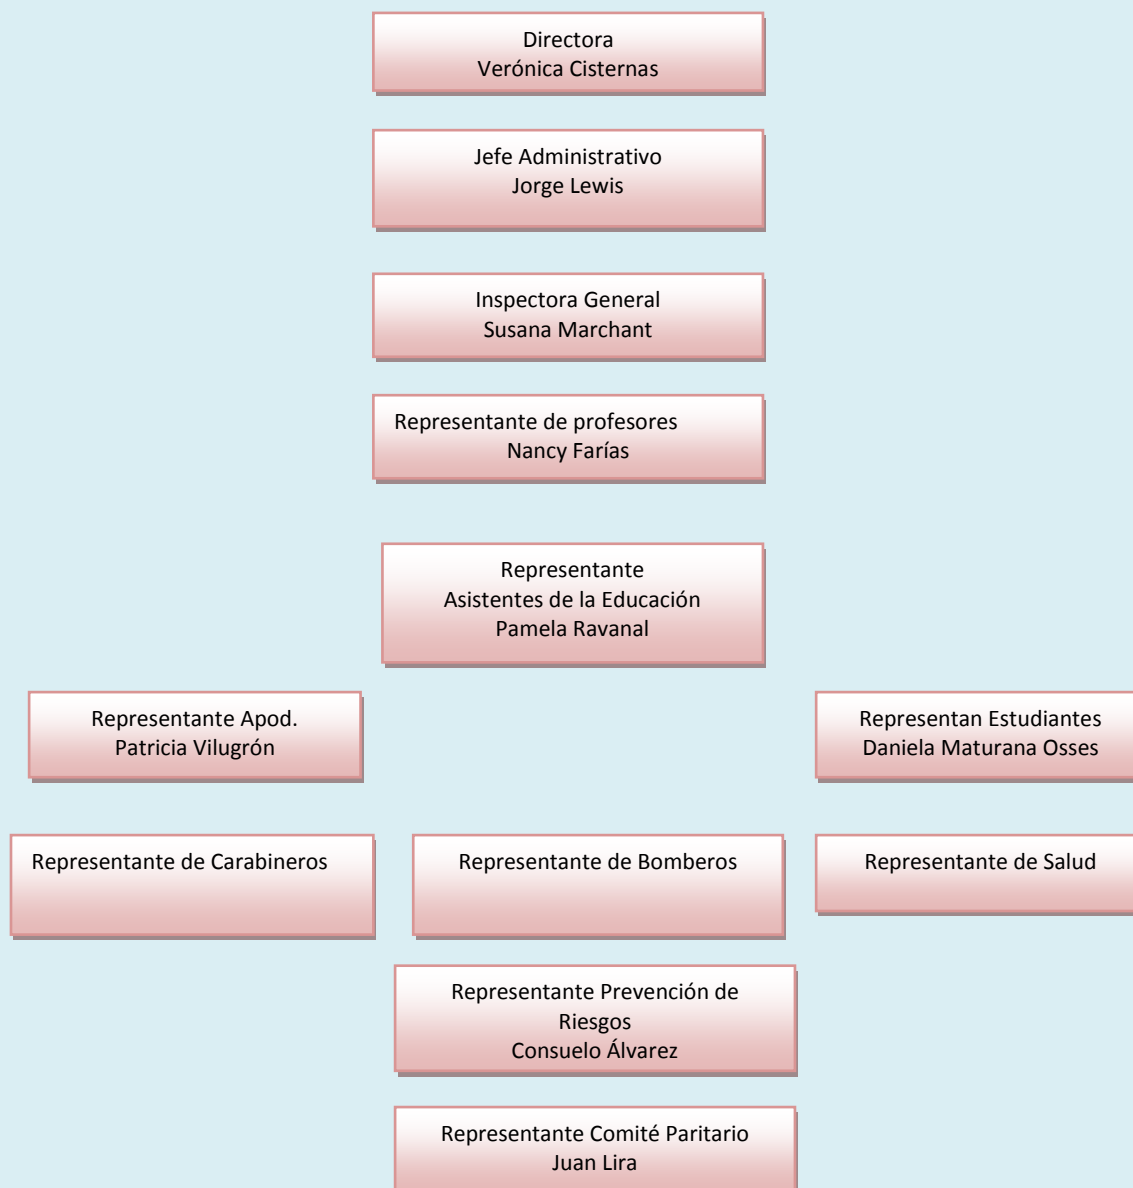 Directora
Verónica Cisternas
Jefe Administrativo
Jorge Lewis
Inspectora General
Susana Marchant
Representante de profesores
Nancy Farías
Representante
Asistentes de la Educación
Pamela Ravanal
Representante Apod.
Patricia Vilugrón
Representan Estudiantes
Daniela Maturana Osses
Representante de Carabineros
Representante de Bomberos
Representante de Salud
Representante Prevención de
Riesgos
Consuelo Álvarez
Representante Comité Paritario
Juan Lira